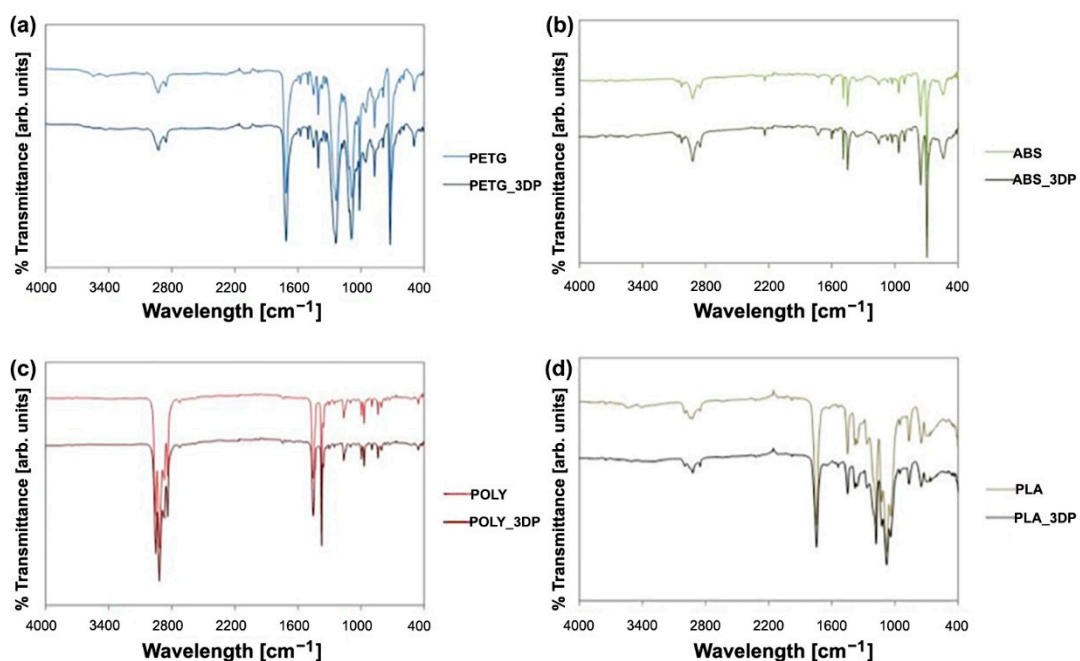 (a)
% Transmittance [arb. units]
PETG
PETG_3DP
4000 3400 2800 2200 1600 1000 400
Wavelength [cm−1]
(b)
% Transmittance [arb. units]
ABS
ABS_3DP
4000 3400 2800 2200 1600 1000 400
Wavelength [cm−1]
(c)
% Transmittance [arb. units]
POLY
POLY_3DP
4000 3400 2800 2200 1600 1000 400
Wavelength [cm−1]
(d)
% Transmittance [arb. units]
PLA
PLA_3DP
4000 3400 2800 2200 1600 1000 400
Wavelength [cm−1]